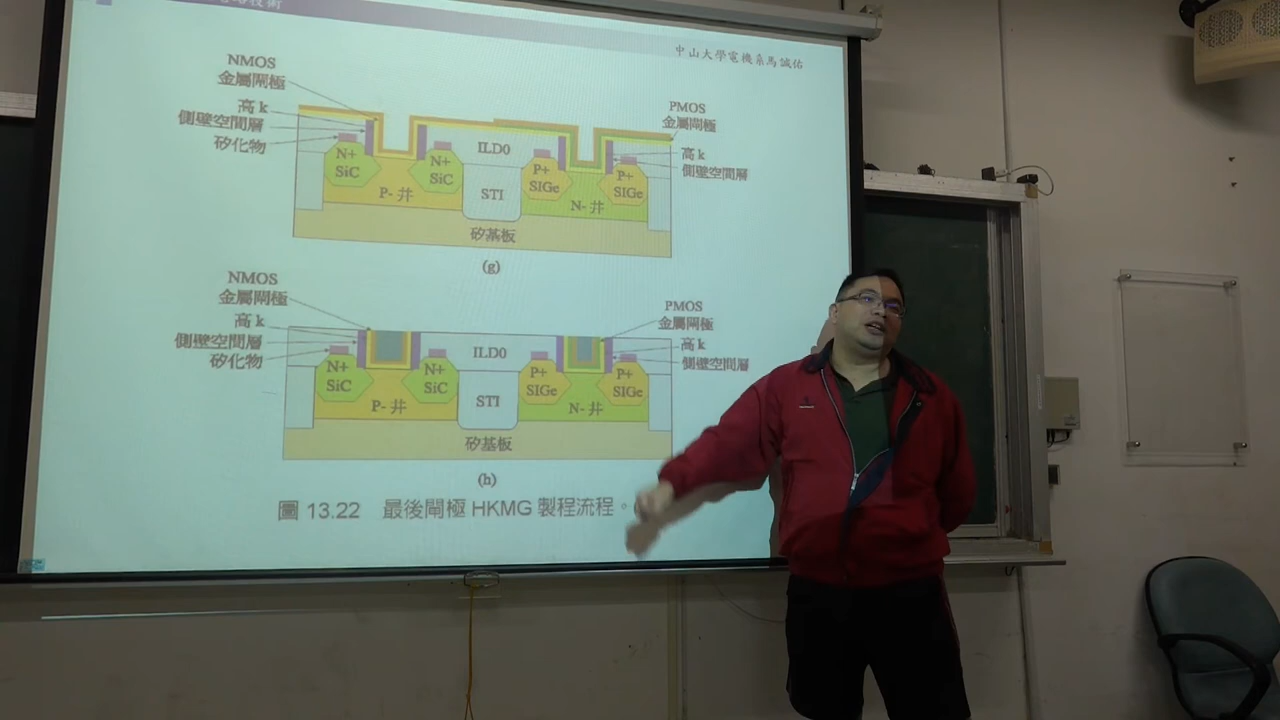 技術
中山大學電機系馬誠佑
NMOS
金屬閘極
高 k
側壁空間層
矽化物
PMOS
金屬閘極
高 k
側壁空間層
N+
SiC
N+
SiC
ILD0
P+
SIGe
P+
SIGe
P- 井
STI
N- 井
矽基板
(g)
NMOS
金屬閘極
高 k
側壁空間層
矽化物
PMOS
金屬閘極
高 k
側壁空間層
N+
SiC
N+
SiC
ILD0
P+
SIGe
P+
SIGe
P- 井
STI
N- 井
矽基板
(h)
圖 13.22 最後閘極 HKMG 製程流程。